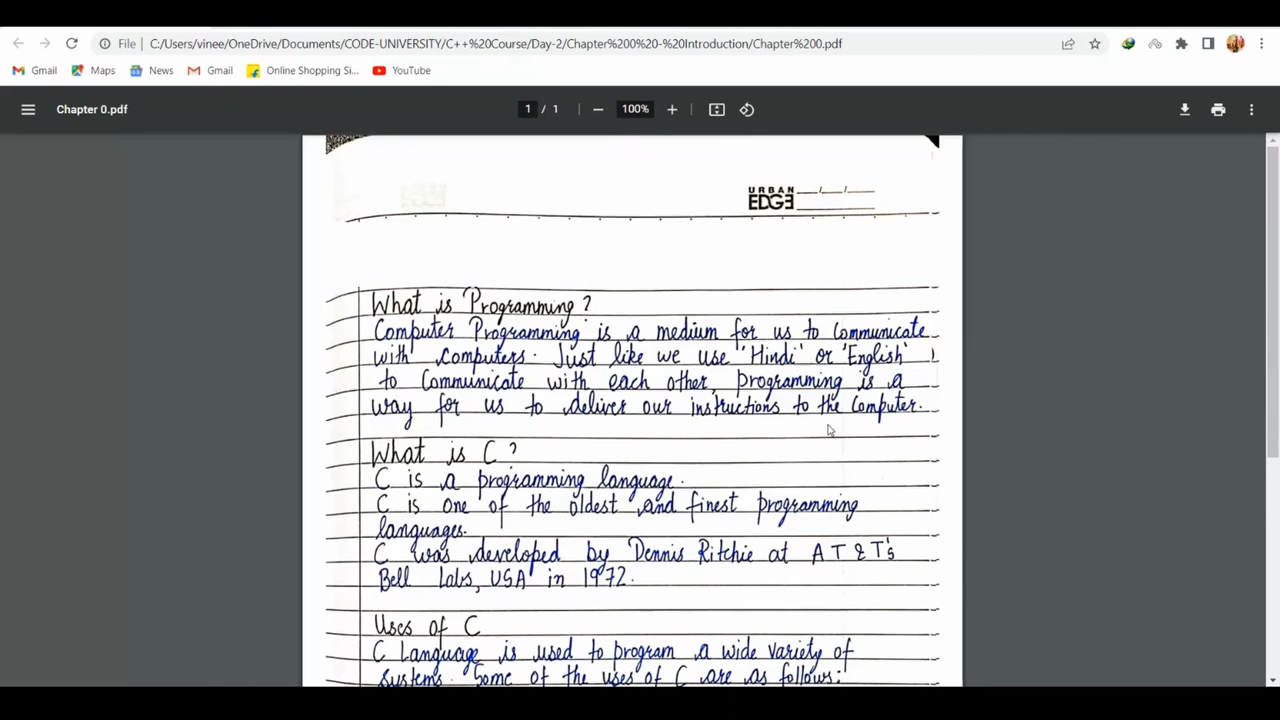 File
C:/Users/vinee/OneDrive/Documents/CODE-UNIVERSITY/C++%20Course/Day-2/Chapter%200%20-%20Introduction/Chapter%200.pdf
Gmail Maps News Gmail Online Shopping Si... YouTube
Chapter 0.pdf 1 / 1 100%
URBAN
EDGE
What is Programming?
Computer Programming is a medium for us to Communicate
with Computers. Just like we use 'Hindi' or 'English'
to Communicate with each other, programming is a
way for us to deliver our instructions to the Computer.
What is C?
C is a programming language.
C is one of the oldest and finest programming
languages.
C was developed by Dennis Ritchie at AT&T's
Bell Labs, USA in 1972.
Uses of C
C Language is used to program a wide variety of
systems. Some of the uses of C are as follows: